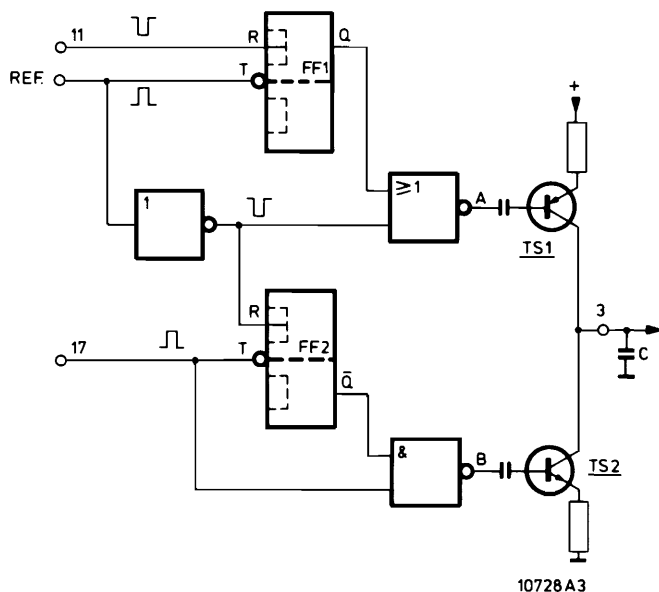 11
R
Q
REF.
T
FF1
+
1
≥1
A
TS1
R
3
17
T
FF2
C
Q̅
&
B
TS2
10728A3